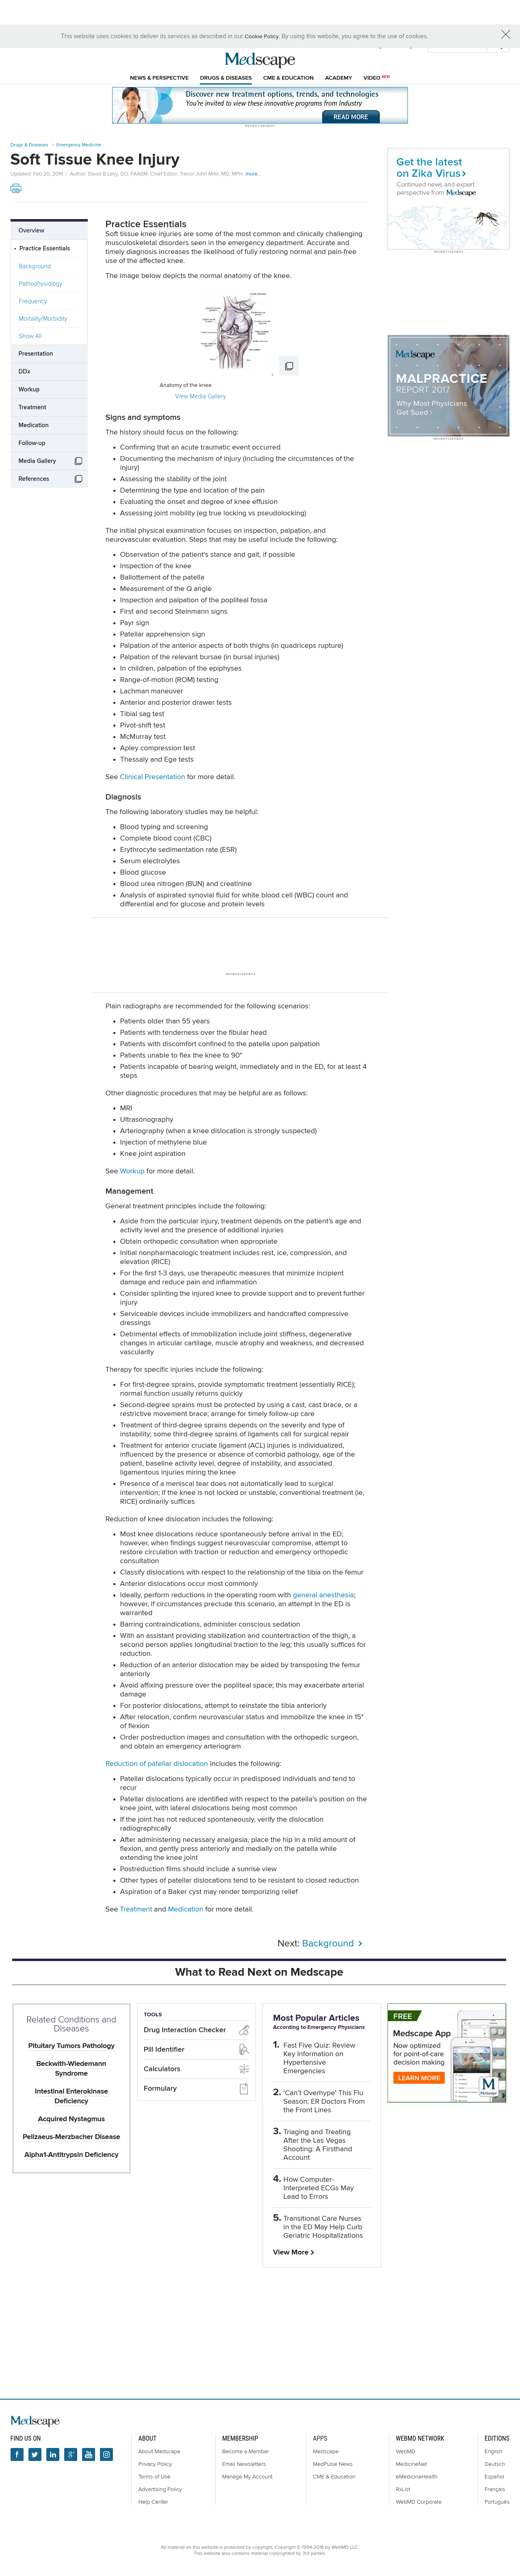 This website uses cookies to deliver its services as described in our Cookie Policy. By using this website, you agree to the use of cookies.
Medscape
NEWS & PERSPECTIVE
DRUGS & DISEASES
CME & EDUCATION
ACADEMY
VIDEO NEW
Discover new treatment options, trends, and technologies
You're invited to view these innovative programs from Industry
READ MORE
ADVERTISEMENT
Drugs & Diseases > Emergency Medicine
Soft Tissue Knee Injury
Updated: Feb 20, 2016 | Author: David B Levy, DO, FAAEM; Chief Editor: Trevor John Mills, MD, MPH more...
Get the latest
on Zika Virus
Continued news and expert
perspective from Medscape
ADVERTISEMENT
Medscape
MALPRACTICE
REPORT 2017
Why Most Physicians
Get Sued
ADVERTISEMENT
Overview
Practice Essentials
Background
Pathophysiology
Frequency
Mortality/Morbidity
Show All
Presentation
DDx
Workup
Treatment
Medication
Follow-up
Media Gallery
References
Practice Essentials
Soft tissue knee injuries are some of the most common and clinically challenging
musculoskeletal disorders seen in the emergency department. Accurate and
timely diagnosis increases the likelihood of fully restoring normal and pain-free
use of the affected knee.
The image below depicts the normal anatomy of the knee.
Anatomy of the knee.
View Media Gallery
Signs and symptoms
The history should focus on the following:
Confirming that an acute traumatic event occurred
Documenting the mechanism of injury (including the circumstances of the
injury)
Assessing the stability of the joint
Determining the type and location of the pain
Evaluating the onset and degree of knee effusion
Assessing joint mobility (eg true locking vs pseudolocking)
The initial physical examination focuses on inspection, palpation, and
neurovascular evaluation. Steps that may be useful include the following:
Observation of the patient's stance and gait, if possible
Inspection of the knee
Ballottement of the patella
Measurement of the Q angle
Inspection and palpation of the popliteal fossa
First and second Steinmann signs
Payr sign
Patellar apprehension sign
Palpation of the anterior aspects of both thighs (in quadriceps rupture)
Palpation of the relevant bursae (in bursal injuries)
In children, palpation of the epiphyses
Range-of-motion (ROM) testing
Lachman maneuver
Anterior and posterior drawer tests
Tibial sag test
Pivot-shift test
McMurray test
Apley compression test
Thessaly and Ege tests
See Clinical Presentation for more detail.
Diagnosis
The following laboratory studies may be helpful:
Blood typing and screening
Complete blood count (CBC)
Erythrocyte sedimentation rate (ESR)
Serum electrolytes
Blood glucose
Blood urea nitrogen (BUN) and creatinine
Analysis of aspirated synovial fluid for white blood cell (WBC) count and
differential and for glucose and protein levels
ADVERTISEMENT
Plain radiographs are recommended for the following scenarios:
Patients older than 55 years
Patients with tenderness over the fibular head
Patients with discomfort confined to the patella upon palpation
Patients unable to flex the knee to 90°
Patients incapable of bearing weight, immediately and in the ED, for at least 4
steps
Other diagnostic procedures that may be helpful are as follows:
MRI
Ultrasonography
Arteriography (when a knee dislocation is strongly suspected)
Injection of methylene blue
Knee joint aspiration
See Workup for more detail.
Management
General treatment principles include the following:
Aside from the particular injury, treatment depends on the patient's age and
activity level and the presence of additional injuries
Obtain orthopedic consultation when appropriate
Initial nonpharmacologic treatment includes rest, ice, compression, and
elevation (RICE)
For the first 1-3 days, use therapeutic measures that minimize incipient
damage and reduce pain and inflammation
Consider splinting the injured knee to provide support and to prevent further
injury
Serviceable devices include immobilizers and handcrafted compressive
dressings
Detrimental effects of immobilization include joint stiffness, degenerative
changes in articular cartilage, muscle atrophy and weakness, and decreased
vascularity
Therapy for specific injuries include the following:
For first-degree sprains, provide symptomatic treatment (essentially RICE);
normal function usually returns quickly
Second-degree sprains must be protected by using a cast, cast brace, or a
restrictive movement brace; arrange for timely follow-up care
Treatment of third-degree sprains depends on the severity and type of
instability; some third-degree sprains of ligaments call for surgical repair
Treatment for anterior cruciate ligament (ACL) injuries is individualized,
influenced by the presence or absence of comorbid pathology, age of the
patient, baseline activity level, degree of instability, and associated
ligamentous injuries miring the knee
Presence of a meniscal tear does not automatically lead to surgical
intervention; if the knee is not locked or unstable, conventional treatment (ie,
RICE) ordinarily suffices
Reduction of knee dislocation includes the following:
Most knee dislocations reduce spontaneously before arrival in the ED;
however, when findings suggest neurovascular compromise, attempt to
restore circulation with traction or reduction and emergency orthopedic
consultation
Classify dislocations with respect to the relationship of the tibia on the femur
Anterior dislocations occur most commonly
Ideally, perform reductions in the operating room with general anesthesia;
however, if circumstances preclude this scenario, an attempt in the ED is
warranted
Barring contraindications, administer conscious sedation
With an assistant providing stabilization and countertraction of the thigh, a
second person applies longitudinal traction to the leg; this usually suffices for
reduction.
Reduction of an anterior dislocation may be aided by transposing the femur
anteriorly
Avoid affixing pressure over the popliteal space; this may exacerbate arterial
damage
For posterior dislocations, attempt to reinstate the tibia anteriorly
After relocation, confirm neurovascular status and immobilize the knee in 15°
of flexion
Order postreduction images and consultation with the orthopedic surgeon,
and obtain an emergency arteriogram
Reduction of patellar dislocation includes the following:
Patellar dislocations typically occur in predisposed individuals and tend to
recur
Patellar dislocations are identified with respect to the patella's position on the
knee joint, with lateral dislocations being most common
If the joint has not reduced spontaneously, verify the dislocation
radiographically
After administering necessary analgesia, place the hip in a mild amount of
flexion, and gently press anteriorly and medially on the patella while
extending the knee joint
Postreduction films should include a sunrise view
Other types of patellar dislocations tend to be resistant to closed reduction
Aspiration of a Baker cyst may render temporizing relief
See Treatment and Medication for more detail.
Next: Background
What to Read Next on Medscape
Related Conditions and
Diseases
Pituitary Tumors Pathology
Beckwith-Wiedemann
Syndrome
Intestinal Enterokinase
Deficiency
Acquired Nystagmus
Pelizaeus-Merzbacher Disease
Alpha1-Antitrypsin Deficiency
TOOLS
Drug Interaction Checker
Pill Identifier
Calculators
Formulary
Most Popular Articles
According to Emergency Physicians
1. Fast Five Quiz: Review
Key Information on
Hypertensive
Emergencies
2. 'Can't Overhype' This Flu
Season: ER Doctors From
the Front Lines
3. Triaging and Treating
After the Las Vegas
Shooting: A Firsthand
Account
4. How Computer-
Interpreted ECGs May
Lead to Errors
5. Transitional Care Nurses
in the ED May Help Curb
Geriatric Hospitalizations
View More
FREE
Medscape App
Now optimized
for point-of-care
decision making
LEARN MORE
M
Medscape
Medscape
FIND US ON
ABOUT
About Medscape
Privacy Policy
Terms of Use
Advertising Policy
Help Center
MEMBERSHIP
Become a Member
Email Newsletters
Manage My Account
APPS
Medscape
MedPulse News
CME & Education
WEBMD NETWORK
WebMD
MedicineNet
eMedicineHealth
RxList
WebMD Corporate
EDITIONS
English
Deutsch
Español
Français
Português
All material on this website is protected by copyright, Copyright © 1994-2018 by WebMD LLC.
This website also contains material copyrighted by 3rd parties.